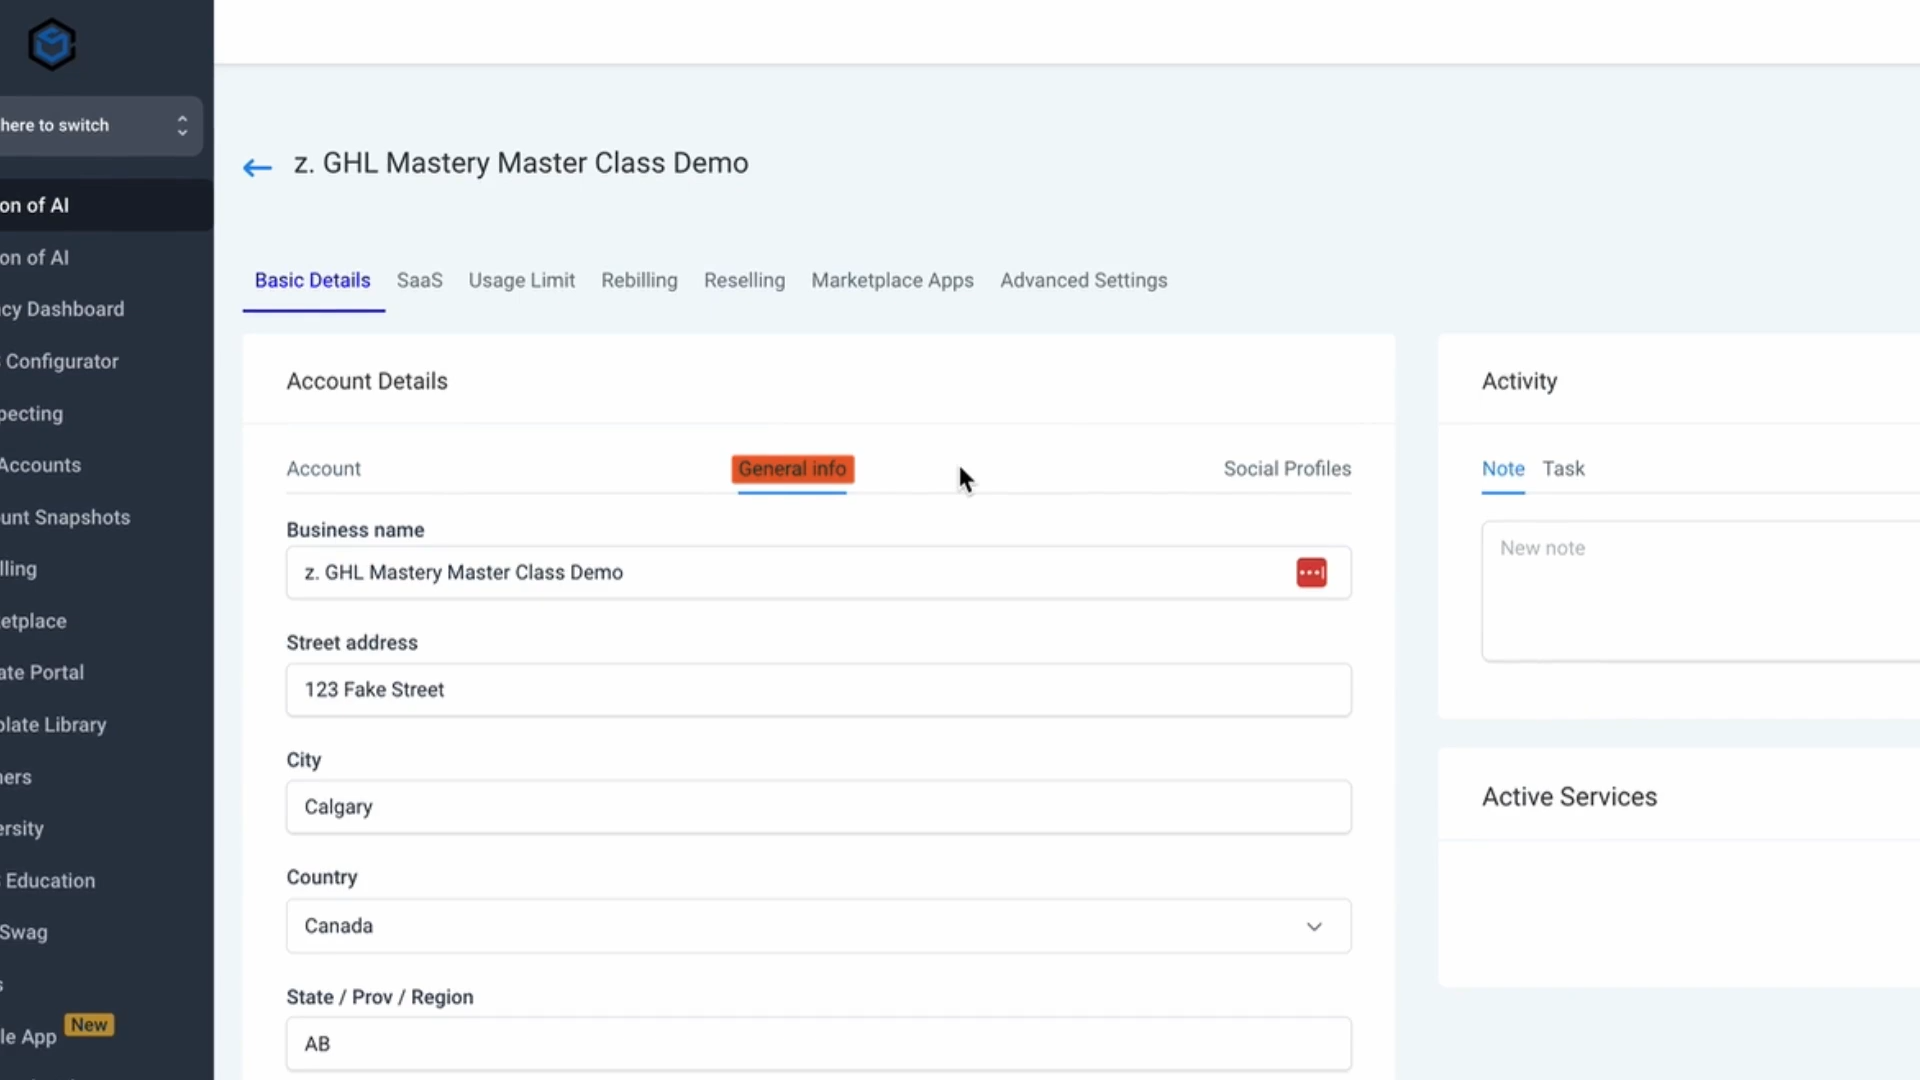 here to switch
on of AI
on of AI
cy Dashboard
Configurator
pecting
Accounts
unt Snapshots
lling
etplace
ate Portal
plate Library
ners
ersity
Education
Swag
s
le App New
z. GHL Mastery Master Class Demo
Basic Details SaaS Usage Limit Rebilling Reselling Marketplace Apps Advanced Settings
Account Details
Account General info Social Profiles
Business name
z. GHL Mastery Master Class Demo
Street address
123 Fake Street
City
Calgary
Country
Canada
State / Prov / Region
AB
Activity
Note Task
New note
Active Services